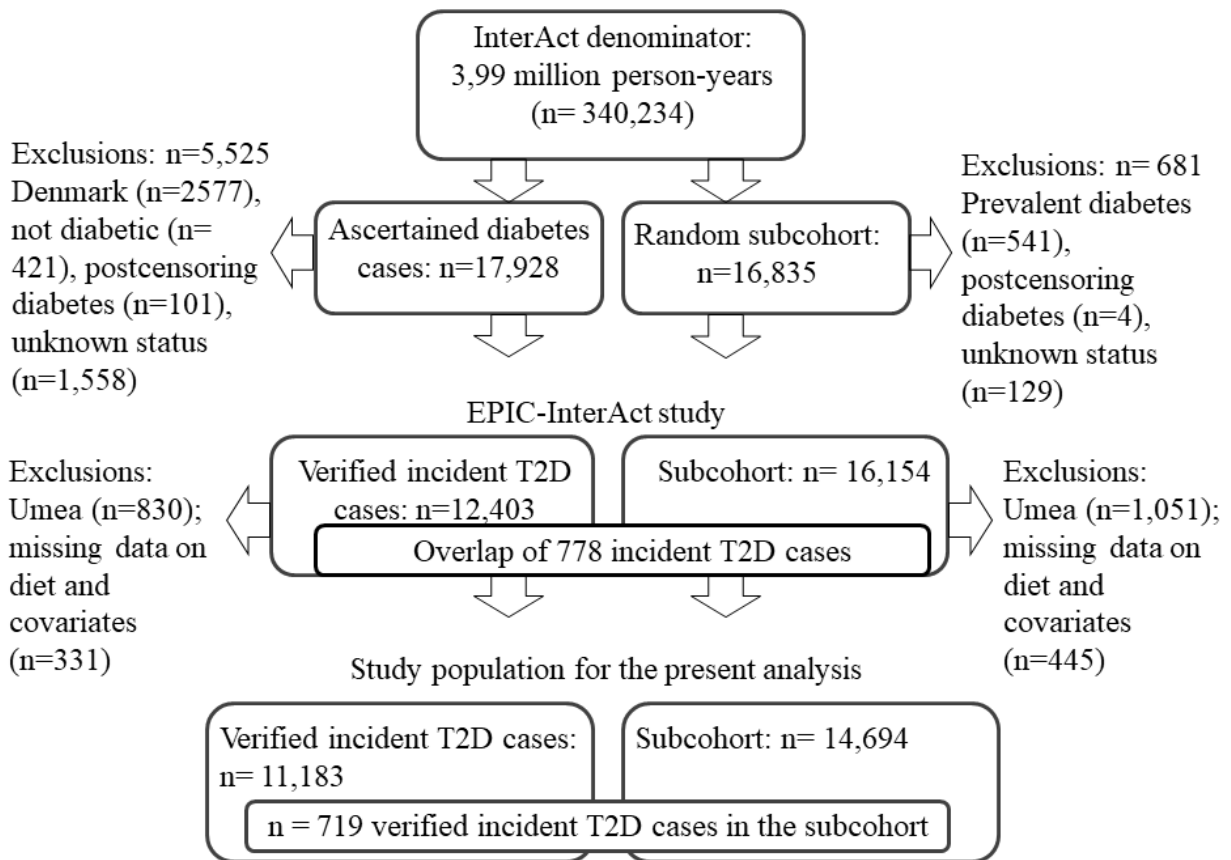 InterAct denominator:
3,99 million person-years
(n= 340,234)
Exclusions: n=5,525
Denmark (n=2577),
not diabetic (n=
421), postcensoring
diabetes (n=101),
unknown status
(n=1,558)
Ascertained diabetes
cases: n=17,928
Random subcohort:
n=16,835
Exclusions: n= 681
Prevalent diabetes
(n=541),
postcensoring
diabetes (n=4),
unknown status
(n=129)
EPIC-InterAct study
Exclusions:
Umea (n=830);
missing data on
diet and
covariates
(n=331)
Verified incident T2D
cases: n=12,403
Subcohort: n= 16,154
Overlap of 778 incident T2D cases
Exclusions:
Umea (n=1,051);
missing data on
diet and
covariates
(n=445)
Study population for the present analysis
Verified incident T2D cases:
n= 11,183
Subcohort: n= 14,694
n = 719 verified incident T2D cases in the subcohort